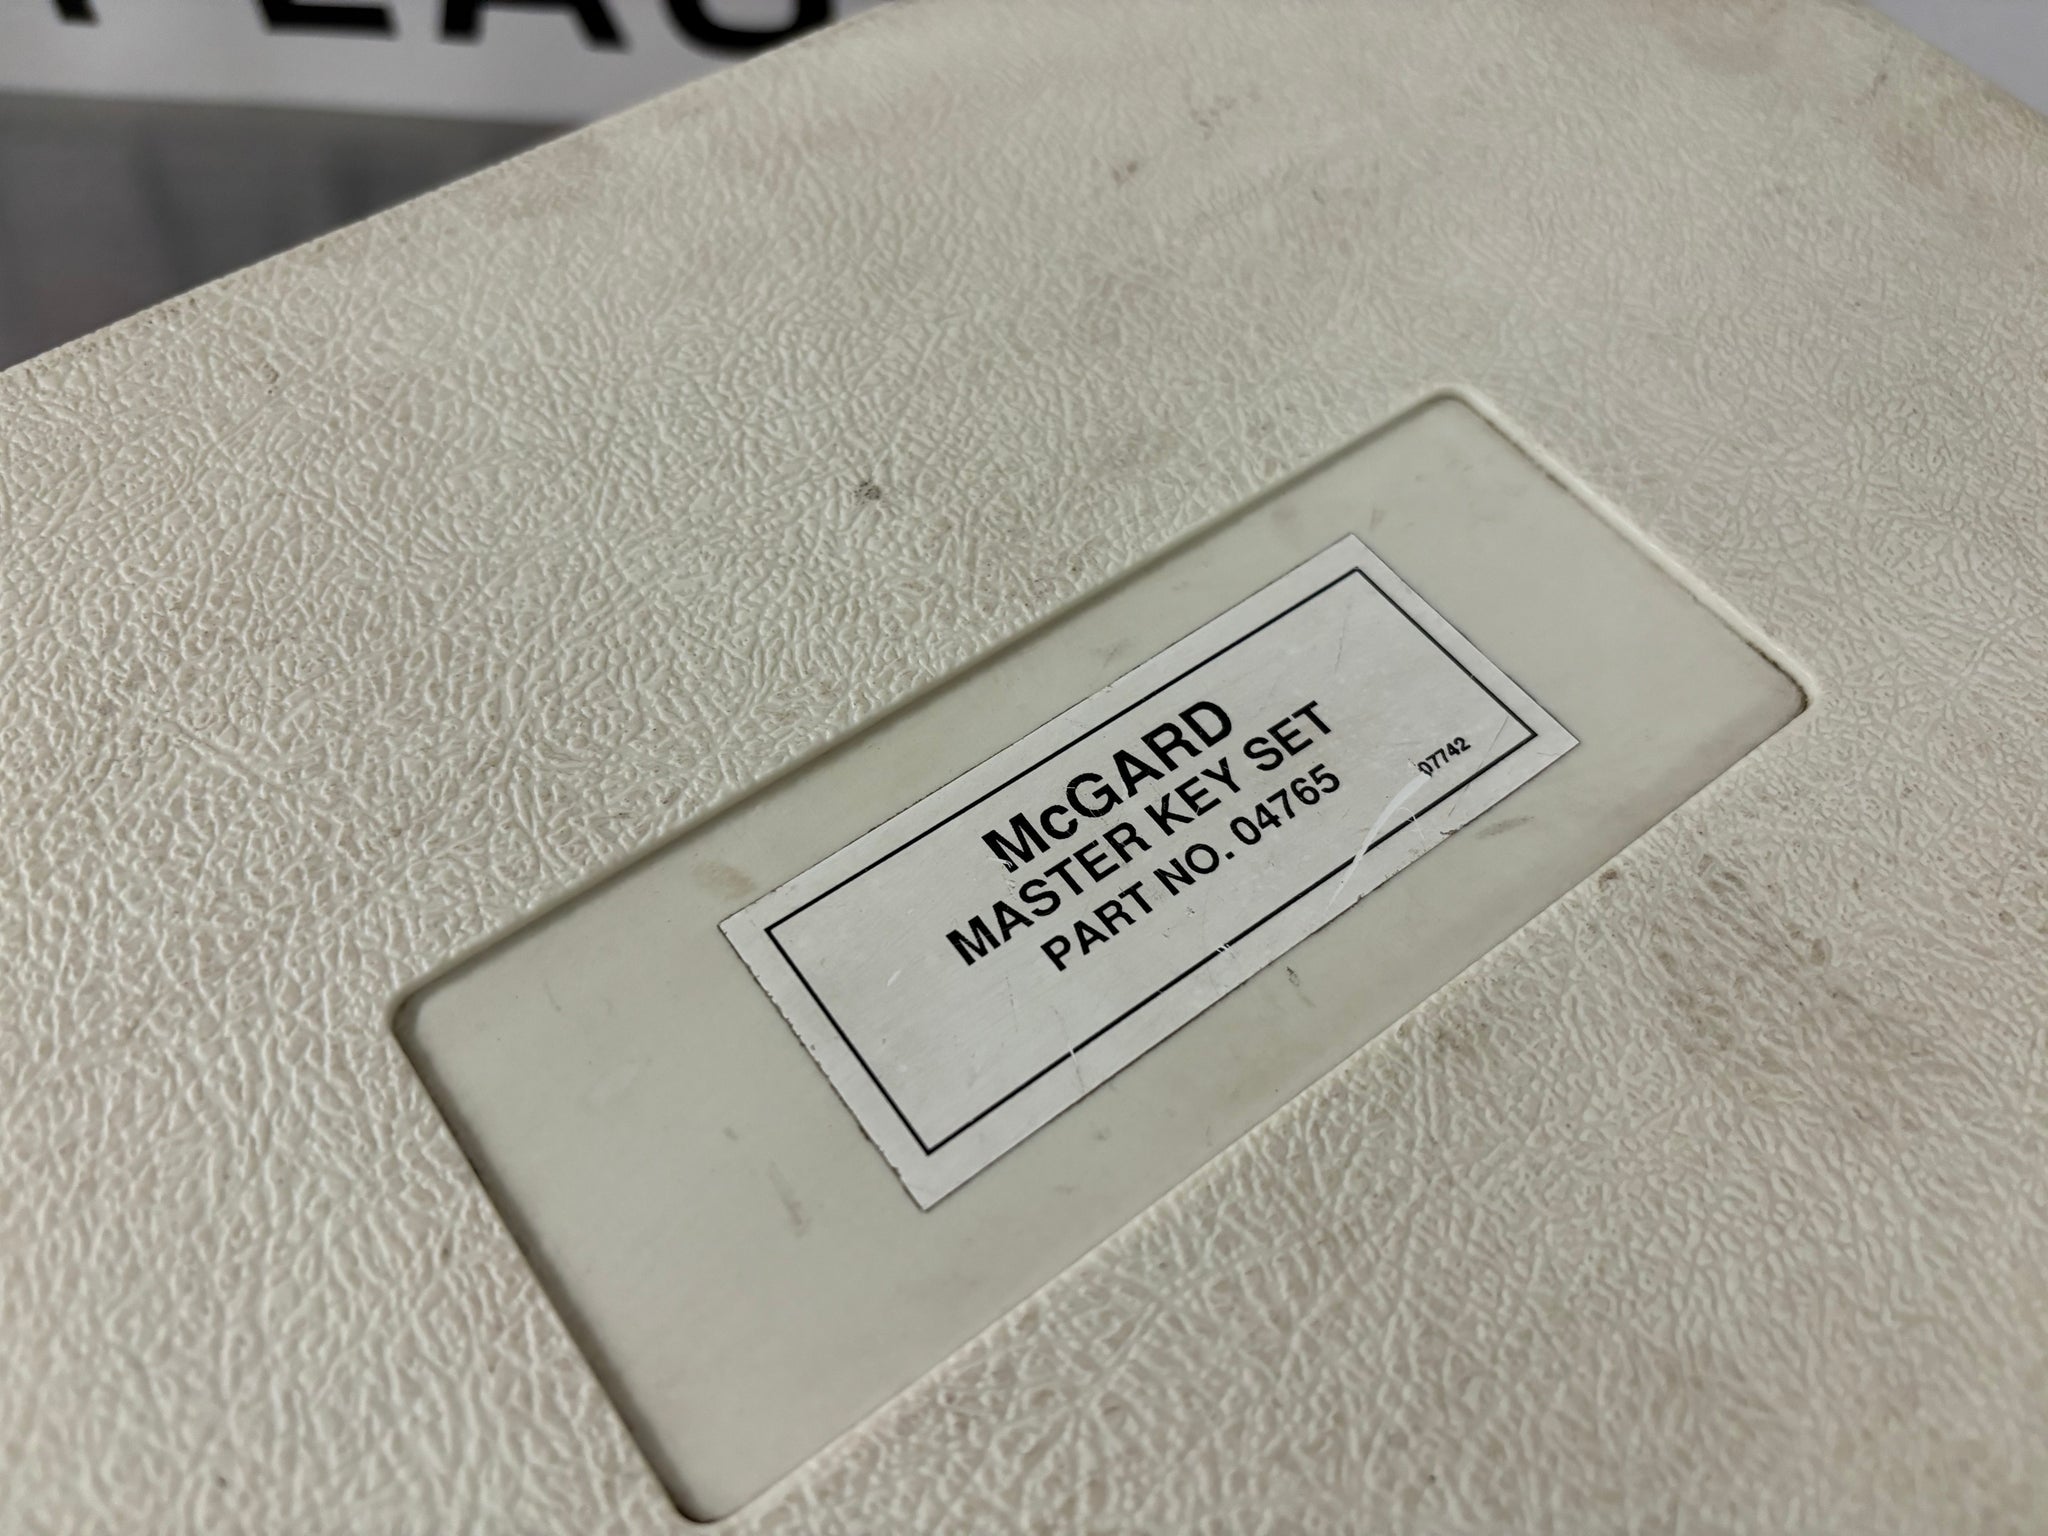 McGARD
MASTER KEY SET
PART NO. 04765
07742